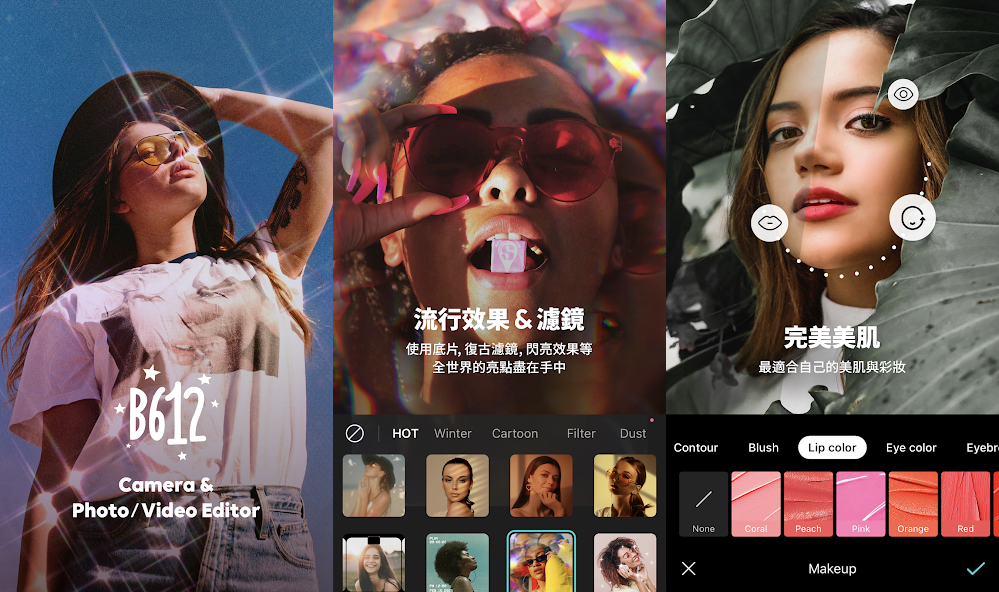 B612
Camera &
Photo/Video Editor
流行效果 & 濾鏡
使用底片, 復古濾鏡, 閃亮效果等
全世界的亮點盡在手中
HOT Winter Cartoon Filter Dust
完美美肌
最適合自己的美肌與彩妝
Contour Blush Lip color Eye color Eyebr
None Coral Peach Pink Orange Red
Makeup